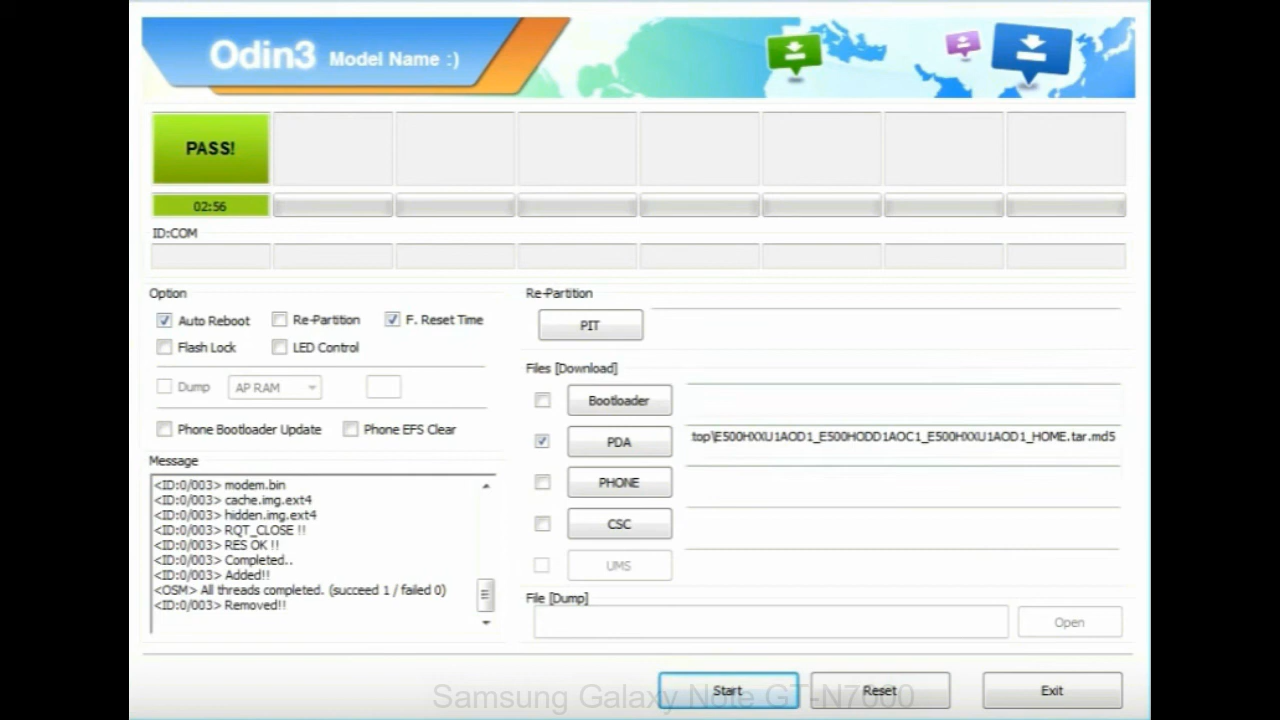 Odin3 Model Name :)
PASS!
02:56
ID:COM
Option
Auto Reboot Re-Partition F. Reset Time
Flash Lock LED Control
Dump AP RAM
Phone Bootloader Update Phone EFS Clear
Message
<ID:0/003> modem.bin
<ID:0/003> cache.img.ext4
<ID:0/003> hidden.img.ext4
<ID:0/003> RQT_CLOSE !!
<ID:0/003> RES OK !!
<ID:0/003> Completed..
<ID:0/003> Added!!
<OSM> All threads completed. (succeed 1 / failed 0)
<ID:0/003> Removed!!
Re-Partition
PIT
Files [Download]
Bootloader
PDA top\E500HXXU1AOD1_E500HODD1AOC1_E500HXXU1AOD1_HOME.tar.md5
PHONE
CSC
UMS
File [Dump]
Open
Start Reset Exit
Samsung Galaxy Note GT-N7000